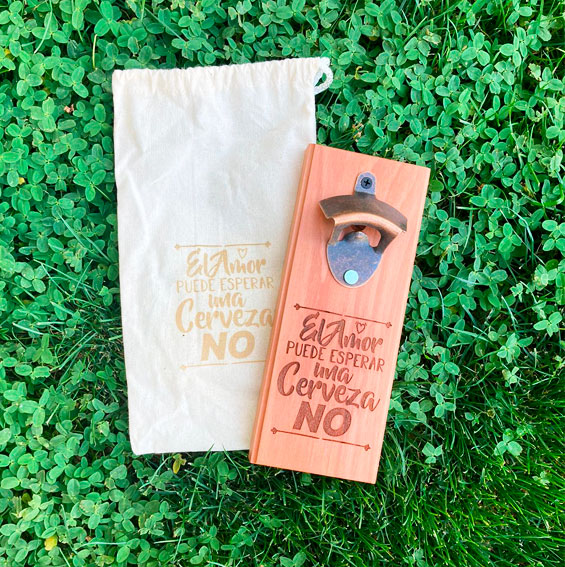 El Amor
PUEDE ESPERAR
una
Cerveza
NO
El Amor
PUEDE ESPERAR
una
Cerveza
NO